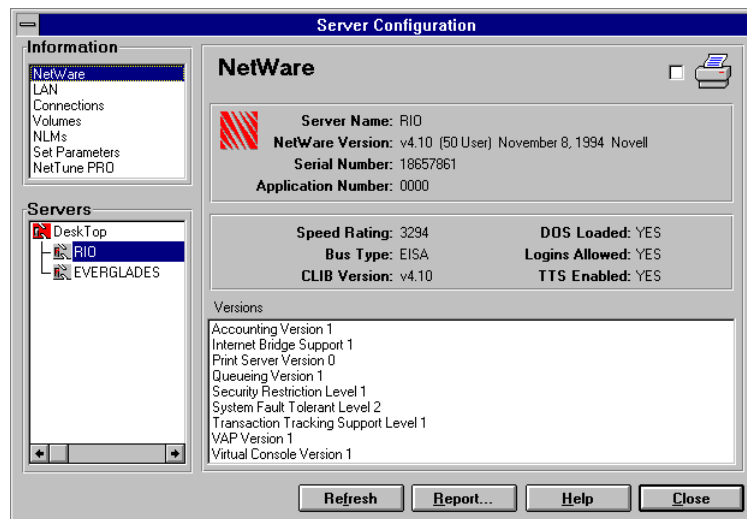 Server Configuration
Information
NetWare
LAN
Connections
Volumes
NLMs
Set Parameters
NetTune PRO
Servers
DeskTop
RIO
EVERGLADES
NetWare
Server Name: RIO
NetWare Version: v4.10 (50 User) November 8, 1994 Novell
Serial Number: 18657861
Application Number: 0000
Speed Rating: 3294 DOS Loaded: YES
Bus Type: EISA Logins Allowed: YES
CLIB Version: v4.10 TTS Enabled: YES
Versions
Accounting Version 1
Internet Bridge Support 1
Print Server Version 0
Queueing Version 1
Security Restriction Level 1
System Fault Tolerant Level 2
Transaction Tracking Support Level 1
VAP Version 1
Virtual Console Version 1
Refresh Report... Help Close